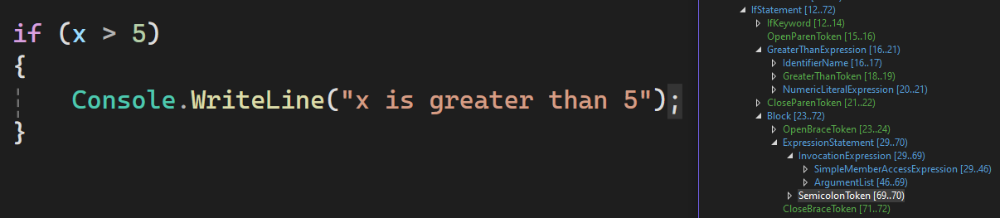 if (x > 5)
{
Console.WriteLine("x is greater than 5");
}
IfStatement [12..72]
IfKeyword [12..14]
OpenParenToken [15..16]
GreaterThanExpression [16..21]
IdentifierName [16..17]
GreaterThanToken [18..19]
NumericLiteralExpression [20..21]
CloseParenToken [21..22]
Block [23..72]
OpenBraceToken [23..24]
ExpressionStatement [29..70]
InvocationExpression [29..69]
SimpleMemberAccessExpression [29..46]
ArgumentList [46..69]
SemicolonToken [69..70]
CloseBraceToken [71..72]